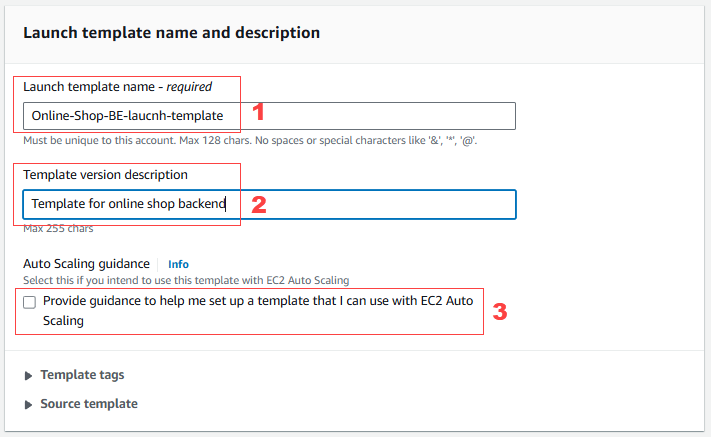 Launch template name and description
Launch template name - required
Online-Shop-BE-laucnh-template
1
Must be unique to this account. Max 128 chars. No spaces or special characters like '&', '*', '@'.
Template version description
Template for online shop backend
2
Max 255 chars
Auto Scaling guidance
Info
Select this if you intend to use this template with EC2 Auto Scaling
Provide guidance to help me set up a template that I can use with EC2 Auto
Scaling
3
Template tags
Source template